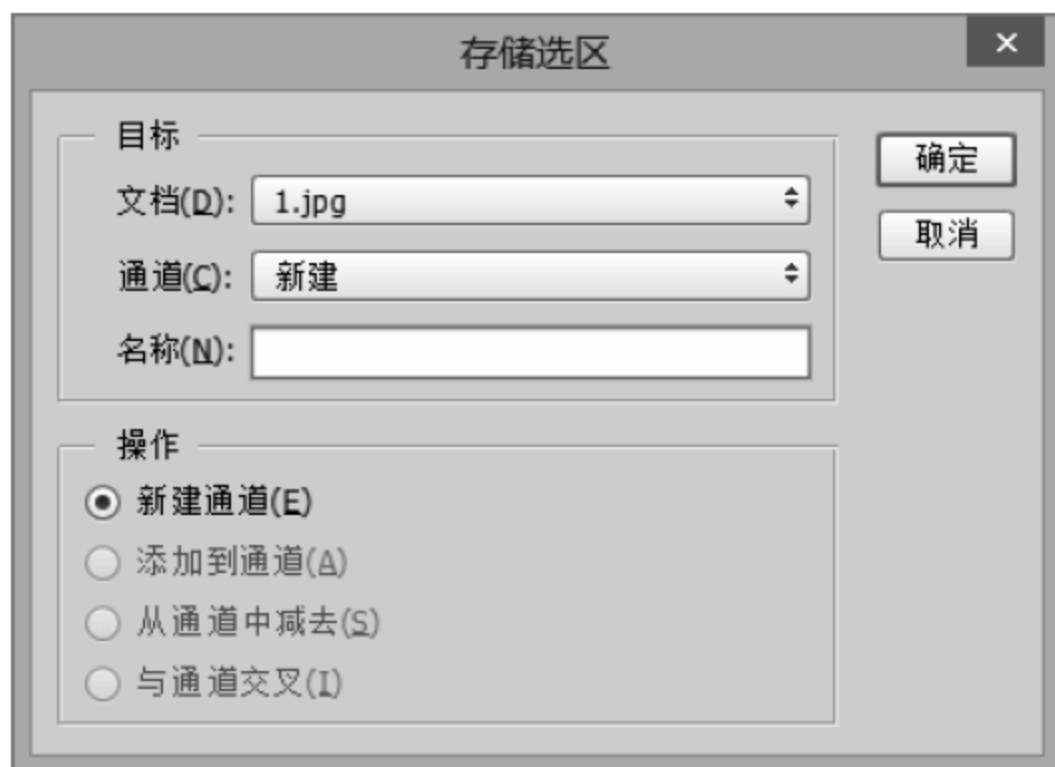 存储选区
目标
文档(D): 1.jpg
通道(C): 新建
名称(N):
确定
取消
操作
新建通道(E)
添加到通道(A)
从通道中减去(S)
与通道交叉(I)